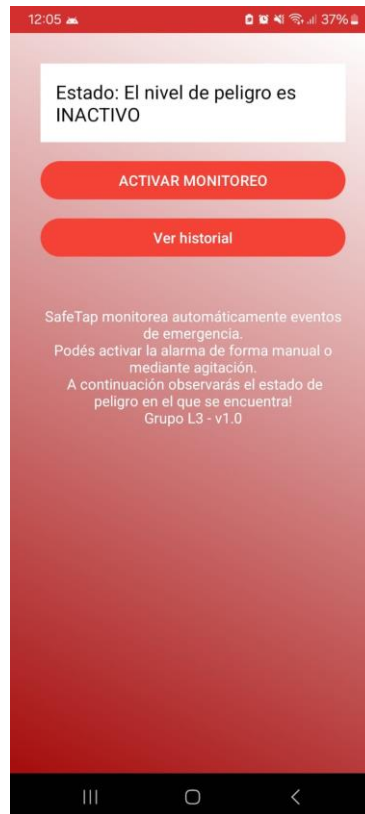 12:05
37%
Estado: El nivel de peligro es
INACTIVO
ACTIVAR MONITOREO
Ver historial
SafeTap monitorea automáticamente eventos
de emergencia.
Podés activar la alarma de forma manual o
mediante agitación.
A continuación observarás el estado de
peligro en el que se encuentra!
Grupo L3 - v1.0